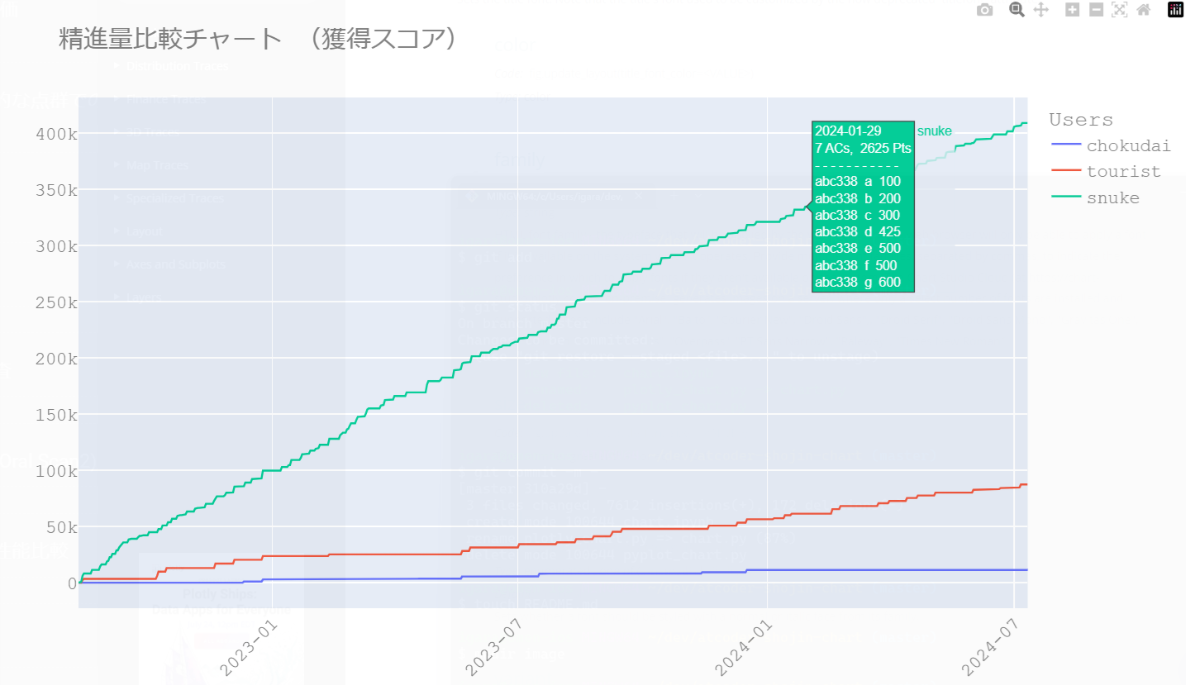 精進量比較チャート （獲得スコア）
400k
350k
300k
250k
200k
150k
100k
50k
0
2023-01
2023-07
2024-01
2024-07
2024-01-29
7 ACs, 2625 Pts
------------
abc338 a 100
abc338 b 200
abc338 c 300
abc338 d 425
abc338 e 500
abc338 f 500
abc338 g 600
snuke
Users
chokudai
tourist
snuke